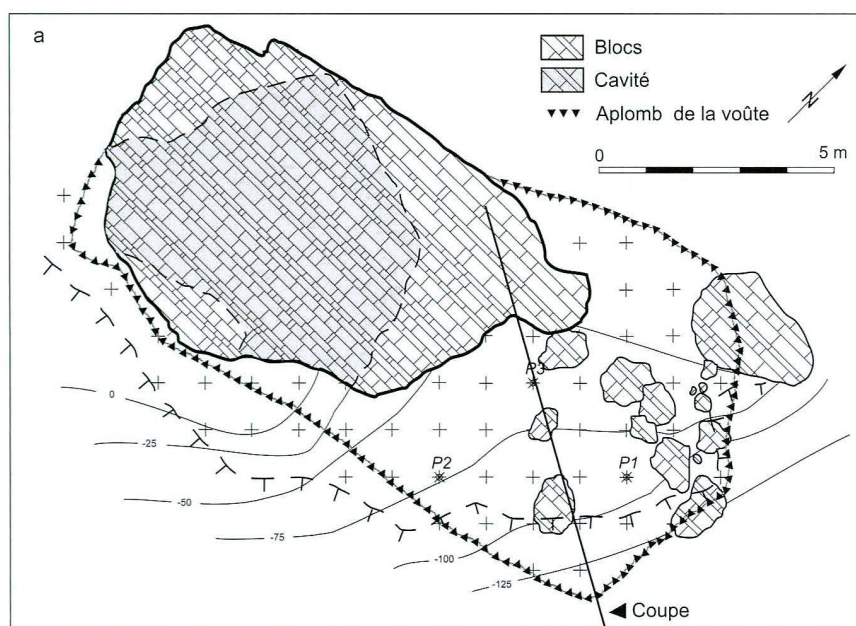 a
Blocs
Cavité
Aplomb de la voûte
N
0 5 m
P3
0
-25
P2 P1
-50
-75
-100
-125
Coupe